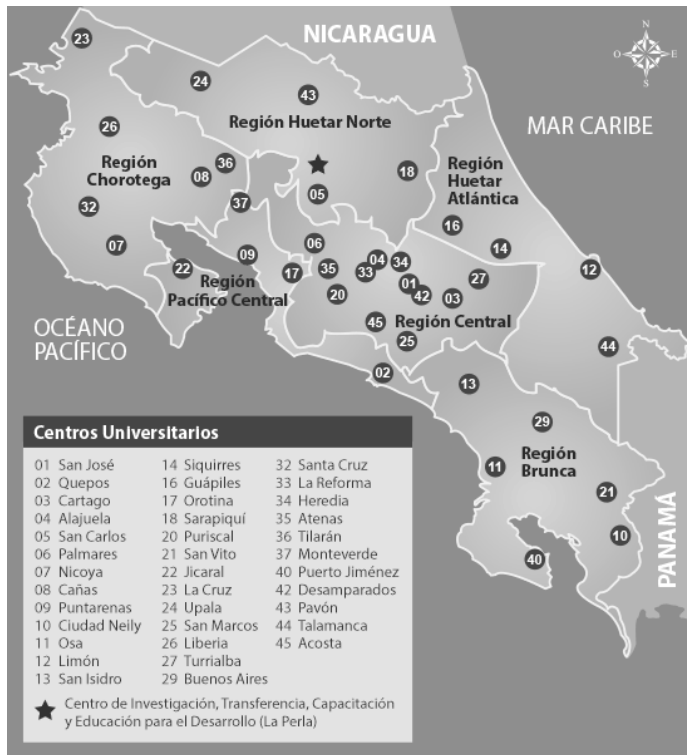 NICARAGUA
N
O E
S
23
24
43
Región Huetar Norte
MAR CARIBE
26
Región
Chorotega
36
08
18
Región
Huetar
Atlántica
05
32
37
16
07
06
09
14
04
34
22
17
35
33
12
27
01
Región
Pacífico Central
20
42
03
OCÉANO
PACÍFICO
45
Región Central
25
44
02
13
29
Región
Brunca
11
21
10
40
PANAMÁ
Centros Universitarios
01 San José
02 Quepos
03 Cartago
04 Alajuela
05 San Carlos
06 Palmares
07 Nicoya
08 Cañas
09 Puntarenas
10 Ciudad Neily
11 Osa
12 Limón
13 San Isidro
14 Siquirres
16 Guápiles
17 Orotina
18 Sarapiquí
20 Puriscal
21 San Vito
22 Jicaral
23 La Cruz
24 Upala
25 San Marcos
26 Liberia
27 Turrialba
29 Buenos Aires
32 Santa Cruz
33 La Reforma
34 Heredia
35 Atenas
36 Tilarán
37 Monteverde
40 Puerto Jiménez
42 Desamparados
43 Pavón
44 Talamanca
45 Acosta
Centro de Investigación, Transferencia, Capacitación
y Educación para el Desarrollo (La Perla)